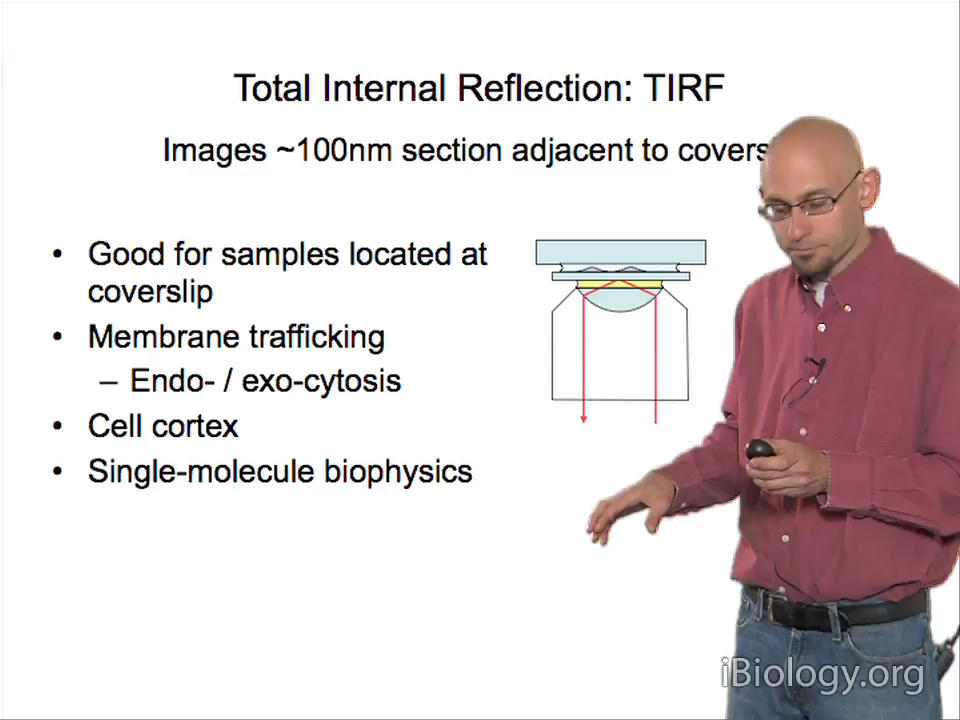 Total Internal Reflection: TIRF
Images ~100nm section adjacent to covers
• Good for samples located at
coverslip
• Membrane trafficking
– Endo- / exo-cytosis
• Cell cortex
• Single-molecule biophysics
iBiology.org